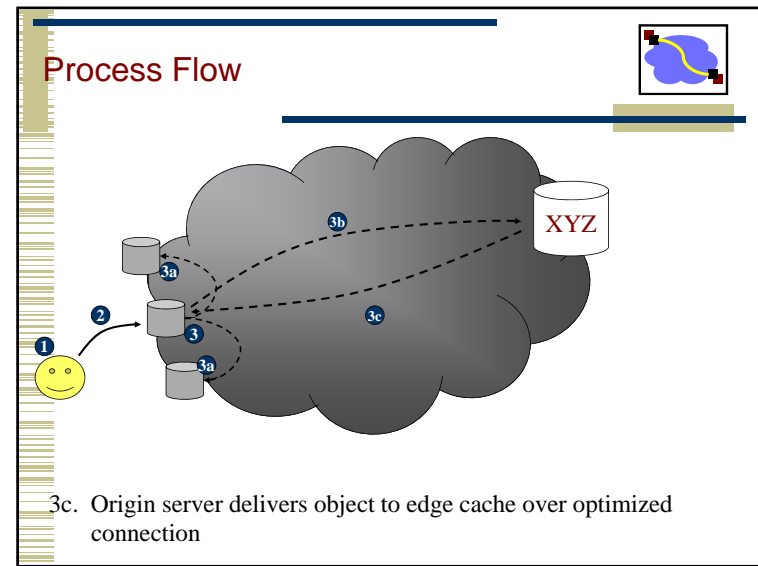 Process Flow
XYZ
3b
3a
2
3
3c
1
3a
3c. Origin server delivers object to edge cache over optimized
connection